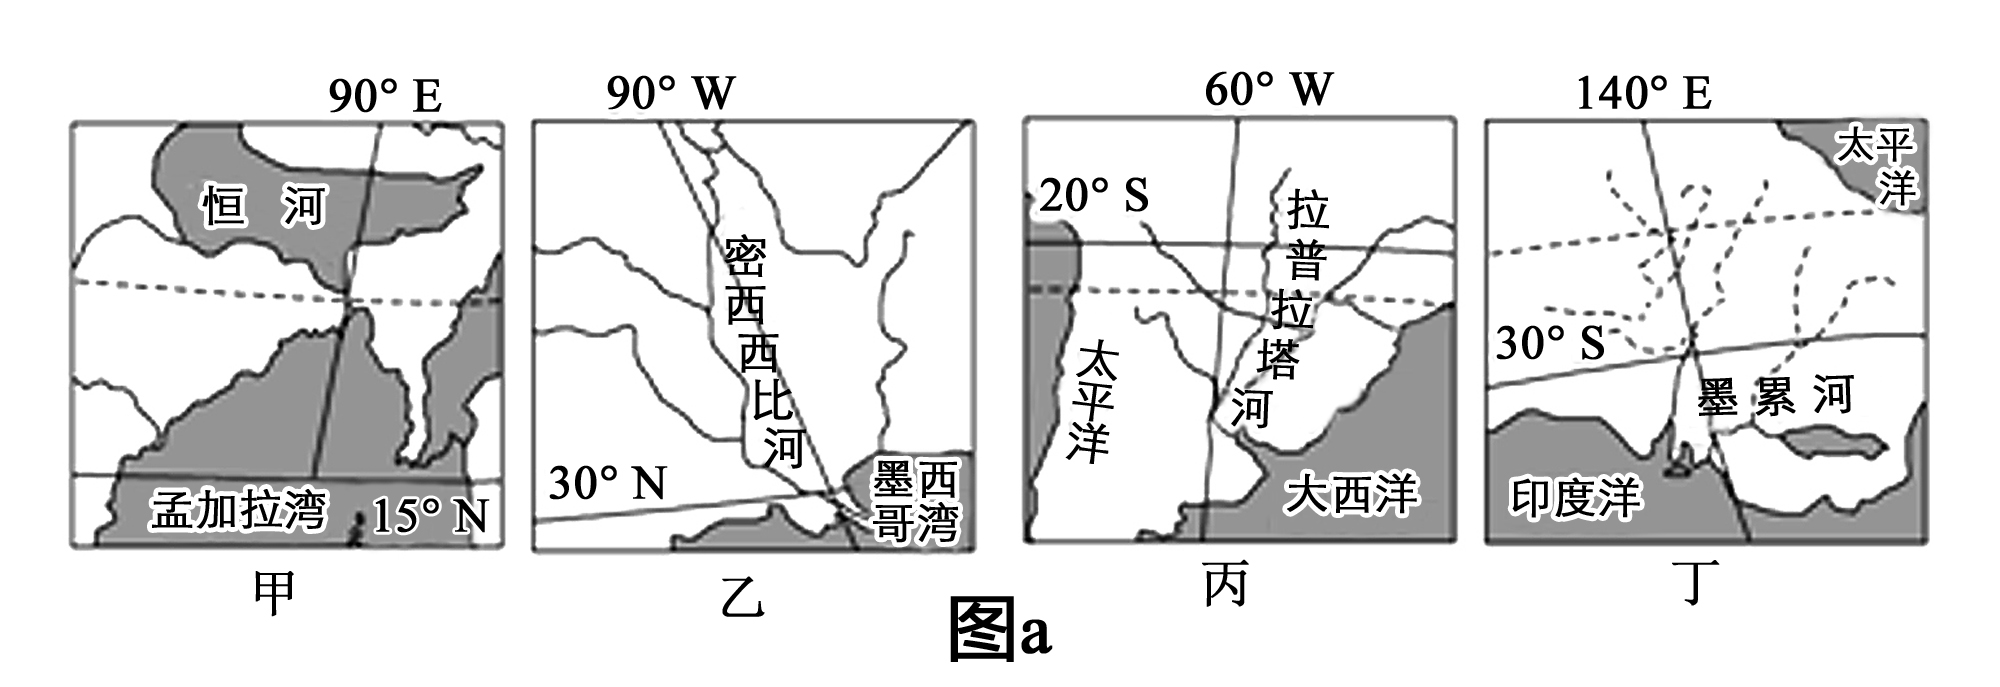 90° E
恒 河
孟加拉湾
15° N
甲
90° W
密西西比河
30° N
墨西
哥湾
乙
60° W
20° S
拉普拉塔河
太平洋
大西洋
丙
140° E
太平
洋
30° S
墨累河
印度洋
丁
图a